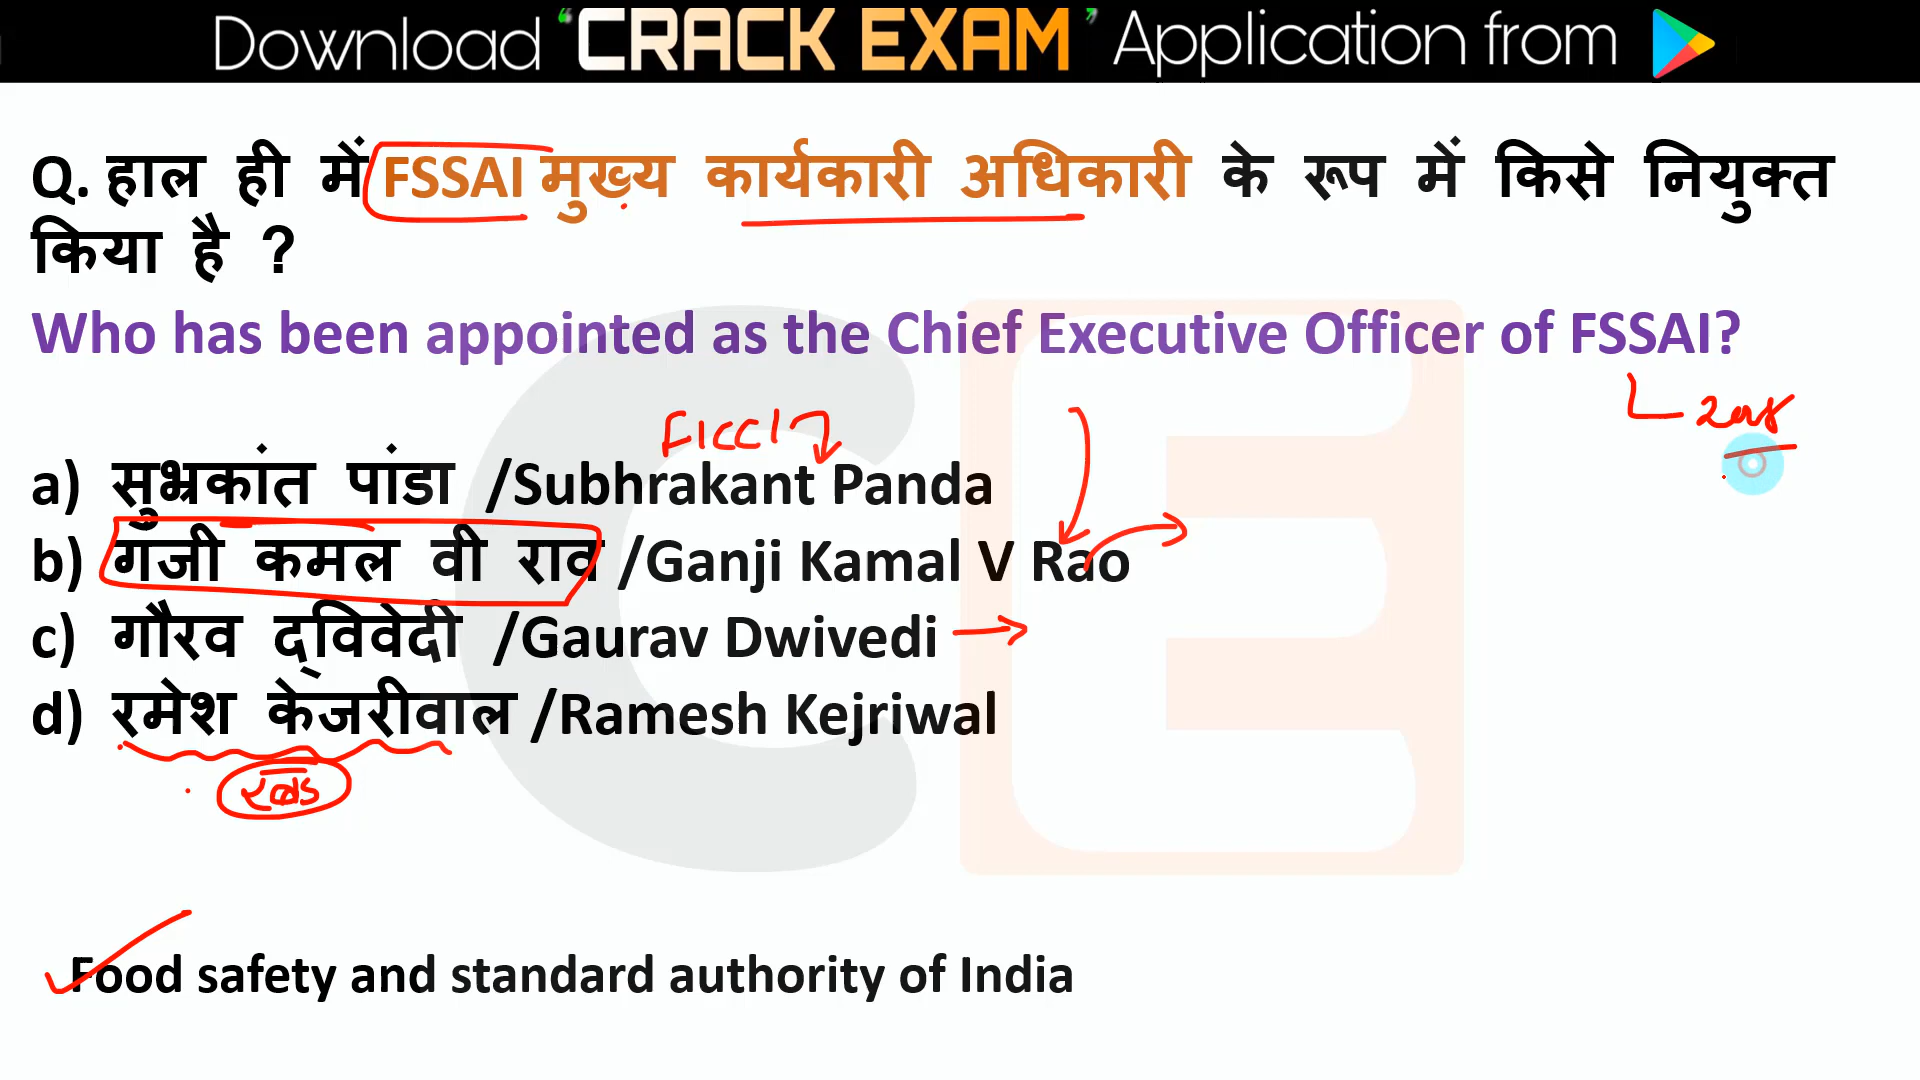 Download "CRACK EXAM" Application from
Q. हाल ही में FSSAI मुख्य कार्यकारी अधिकारी के रूप में किसे नियुक्त
किया है ?
Who has been appointed as the Chief Executive Officer of FSSAI?
FICCI
a) सुभ्रकांत पांडा /Subhrakant Panda
b) गंजी कमल वी राव /Ganji Kamal V Rao
c) गौरव द्विवेदी /Gaurav Dwivedi
d) रमेश केजरीवाल /Ramesh Kejriwal
Food safety and standard authority of India
CE